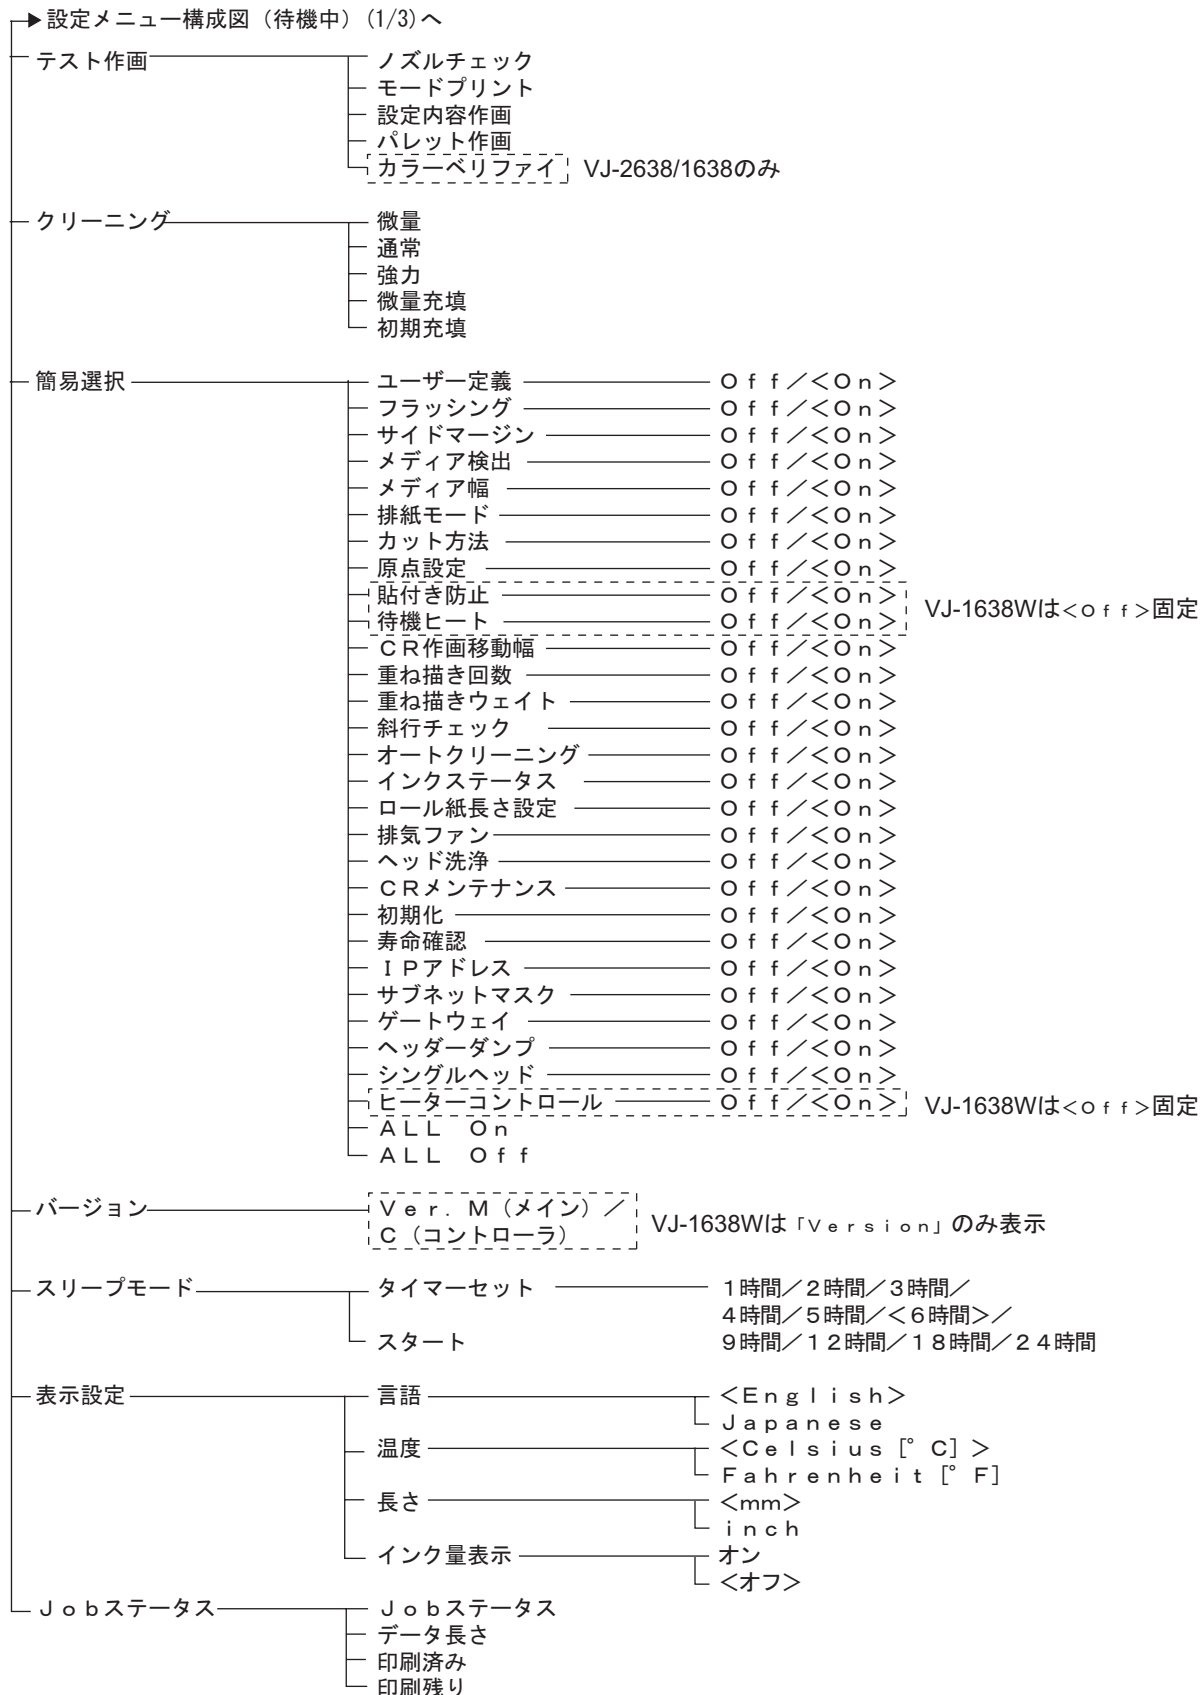 設定メニュー構成図（待機中）(1/3)へ
テスト作画 ノズルチェック
モードプリント
設定内容作画
パレット作画
カラーベリファイ VJ-2638/1638のみ
クリーニング 微量
通常
強力
微量充填
初期充填
簡易選択 ユーザー定義 Ｏｆｆ／＜Ｏｎ＞
フラッシング Ｏｆｆ／＜Ｏｎ＞
サイドマージン Ｏｆｆ／＜Ｏｎ＞
メディア検出 Ｏｆｆ／＜Ｏｎ＞
メディア幅 Ｏｆｆ／＜Ｏｎ＞
排紙モード Ｏｆｆ／＜Ｏｎ＞
カット方法 Ｏｆｆ／＜Ｏｎ＞
原点設定 Ｏｆｆ／＜Ｏｎ＞
貼付き防止 Ｏｆｆ／＜Ｏｎ＞
VJ-1638Wは＜Ｏｆｆ＞固定
待機ヒート Ｏｆｆ／＜Ｏｎ＞
ＣＲ作画移動幅 Ｏｆｆ／＜Ｏｎ＞
重ね描き回数 Ｏｆｆ／＜Ｏｎ＞
重ね描きウェイト Ｏｆｆ／＜Ｏｎ＞
斜行チェック Ｏｆｆ／＜Ｏｎ＞
オートクリーニング Ｏｆｆ／＜Ｏｎ＞
インクステータス Ｏｆｆ／＜Ｏｎ＞
ロール紙長さ設定 Ｏｆｆ／＜Ｏｎ＞
排気ファン Ｏｆｆ／＜Ｏｎ＞
ヘッド洗浄 Ｏｆｆ／＜Ｏｎ＞
ＣＲメンテナンス Ｏｆｆ／＜Ｏｎ＞
初期化 Ｏｆｆ／＜Ｏｎ＞
寿命確認 Ｏｆｆ／＜Ｏｎ＞
ＩＰアドレス Ｏｆｆ／＜Ｏｎ＞
サブネットマスク Ｏｆｆ／＜Ｏｎ＞
ゲートウェイ Ｏｆｆ／＜Ｏｎ＞
ヘッダーダンプ Ｏｆｆ／＜Ｏｎ＞
シングルヘッド Ｏｆｆ／＜Ｏｎ＞
ヒーターコントロール Ｏｆｆ／＜Ｏｎ＞ VJ-1638Wは＜Ｏｆｆ＞固定
ＡＬＬ Ｏｎ
ＡＬＬ Ｏｆｆ
バージョン Ｖｅｒ．Ｍ（メイン）／
Ｃ（コントローラ） VJ-1638Wは「Ｖｅｒｓｉｏｎ」のみ表示
スリープモード タイマーセット １時間／２時間／３時間／
４時間／５時間／＜６時間＞／
スタート ９時間／１２時間／１８時間／２４時間
表示設定 言語 ＜Ｅｎｇｌｉｓｈ＞
Ｊａｐａｎｅｓｅ
温度 ＜Ｃｅｌｓｉｕｓ［°Ｃ］＞
Ｆａｈｒｅｎｈｅｉｔ［°Ｆ］
長さ ＜mm＞
ｉｎｃｈ
インク量表示 オン
＜オフ＞
Ｊｏｂステータス Ｊｏｂステータス
データ長さ
印刷済み
印刷残り